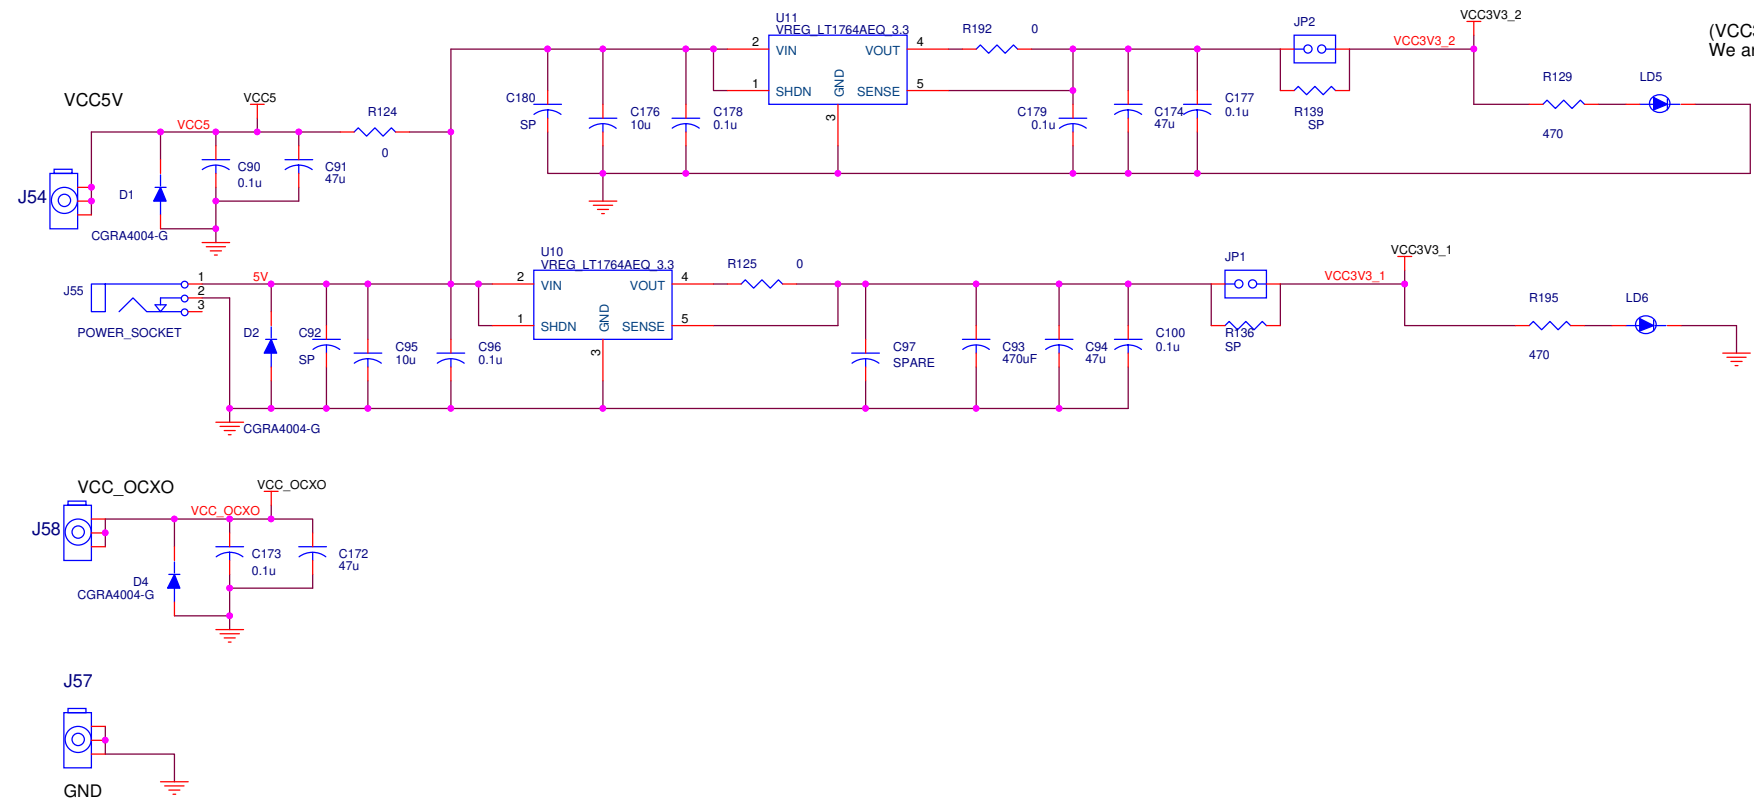 U11
VREG_LT1764AEQ_3.3
2 VIN
1 SHDN
GND
3
VOUT 4
SENSE 5
R192 0
JP2
VCC3V3_2
VCC3V3_2
(VCC3
We ar
R139
SP
R129
470
LD5
C180
SP
C176
10u
C178
0.1u
C179
0.1u
C174
47u
C177
0.1u
VCC5V
VCC5
VCC5
R124
0
J54
D1
CGRA4004-G
C90
0.1u
C91
47u
U10
VREG_LT1764AEQ_3.3
2 VIN
1 SHDN
GND
3
VOUT 4
SENSE 5
R125 0
JP1
VCC3V3_1
VCC3V3_1
R136
SP
R195
470
LD6
J55
POWER_SOCKET
1
2
3
5V
D2
CGRA4004-G
C92
SP
C95
10u
C96
0.1u
C97
SPARE
C93
470uF
C94
47u
C100
0.1u
VCC_OCXO
VCC_OCXO
VCC_OCXO
J58
D4
CGRA4004-G
C173
0.1u
C172
47u
J57
GND